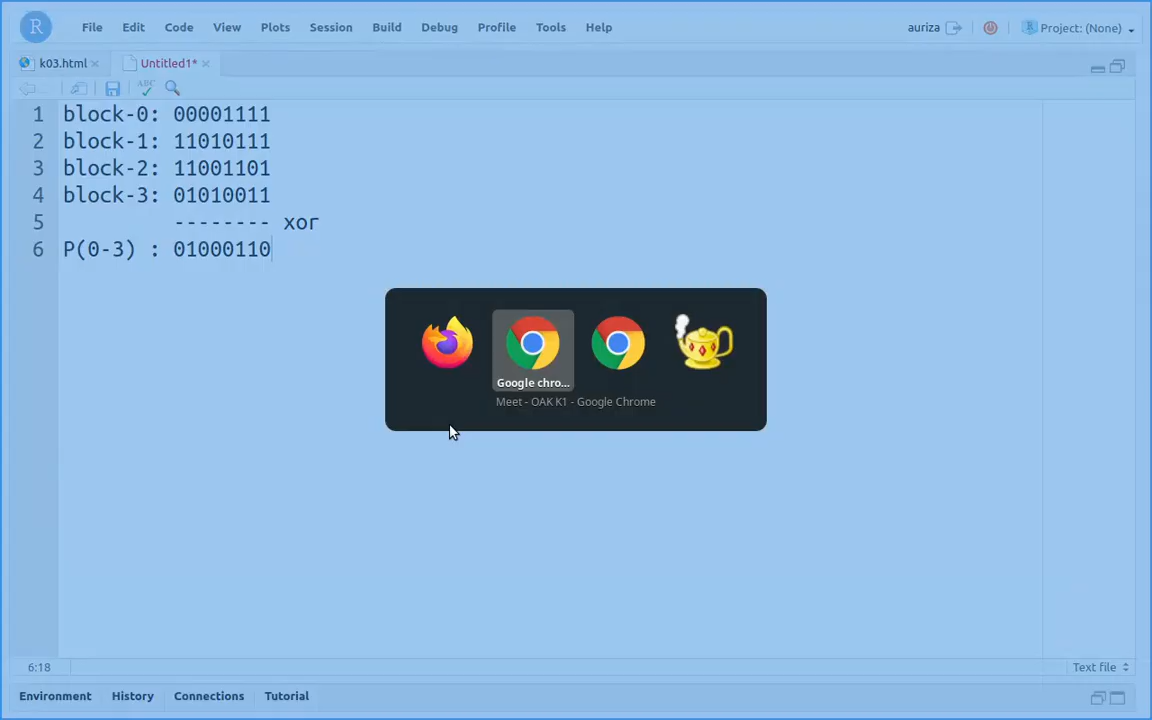 R File Edit Code View Plots Session Build Debug Profile Tools Help auriza Project: (None)
k03.html Untitled1*
ABC
1 block-0: 00001111
2 block-1: 11010111
3 block-2: 11001101
4 block-3: 01010011
5 -------- xor
6 P(0-3) : 01000110
Google chro...
Meet - OAK K1 - Google Chrome
6:18 Text file
Environment History Connections Tutorial